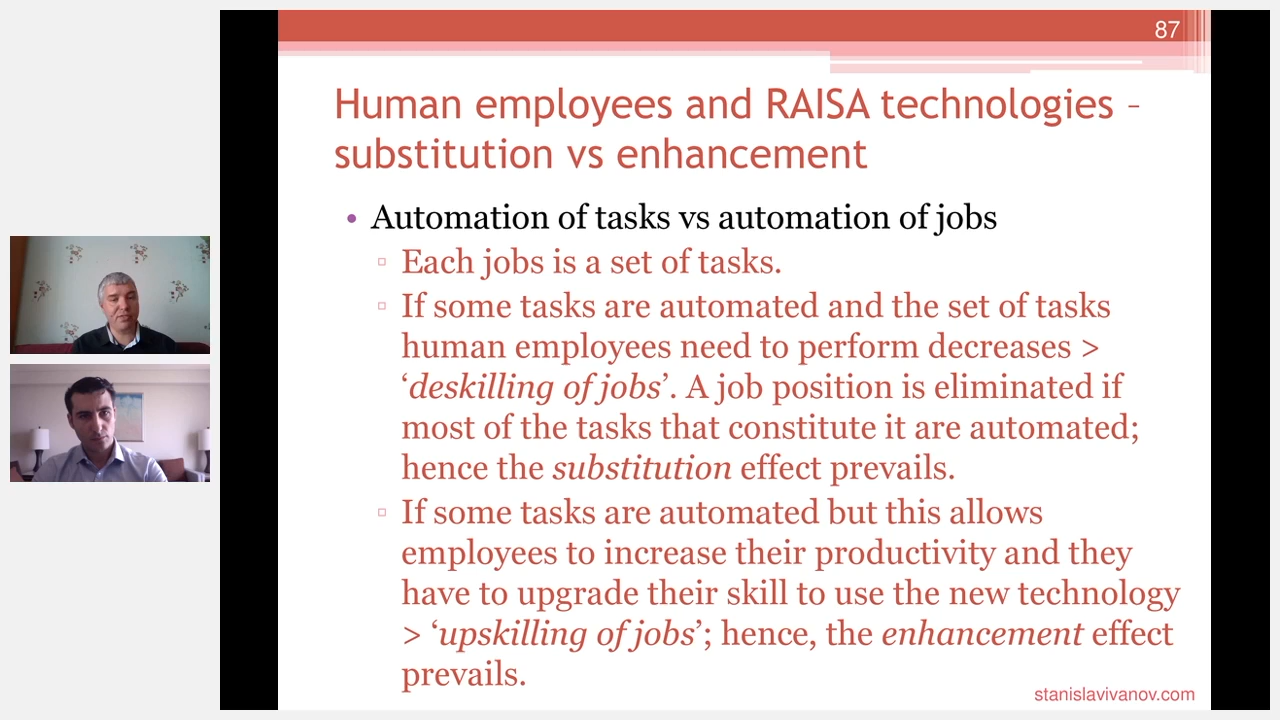 87
Human employees and RAISA technologies –
substitution vs enhancement
• Automation of tasks vs automation of jobs
▫ Each jobs is a set of tasks.
▫ If some tasks are automated and the set of tasks
human employees need to perform decreases >
‘deskilling of jobs’. A job position is eliminated if
most of the tasks that constitute it are automated;
hence the substitution effect prevails.
▫ If some tasks are automated but this allows
employees to increase their productivity and they
have to upgrade their skill to use the new technology
> ‘upskilling of jobs’; hence, the enhancement effect
prevails.
stanislavivanov.com